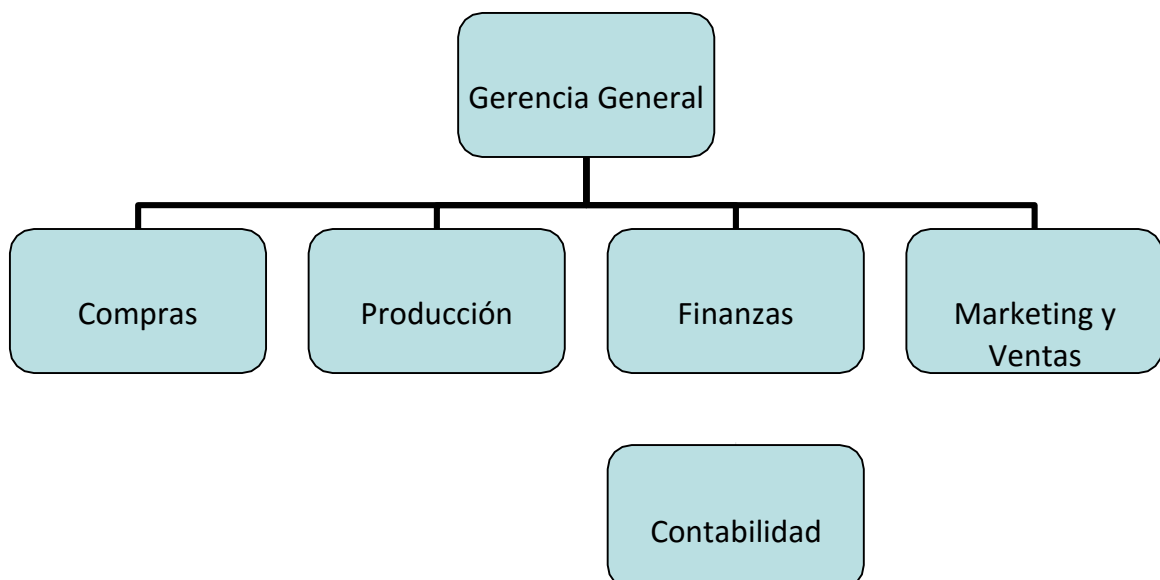 Gerencia General
Compras
Producción
Finanzas
Marketing y
Ventas
Contabilidad